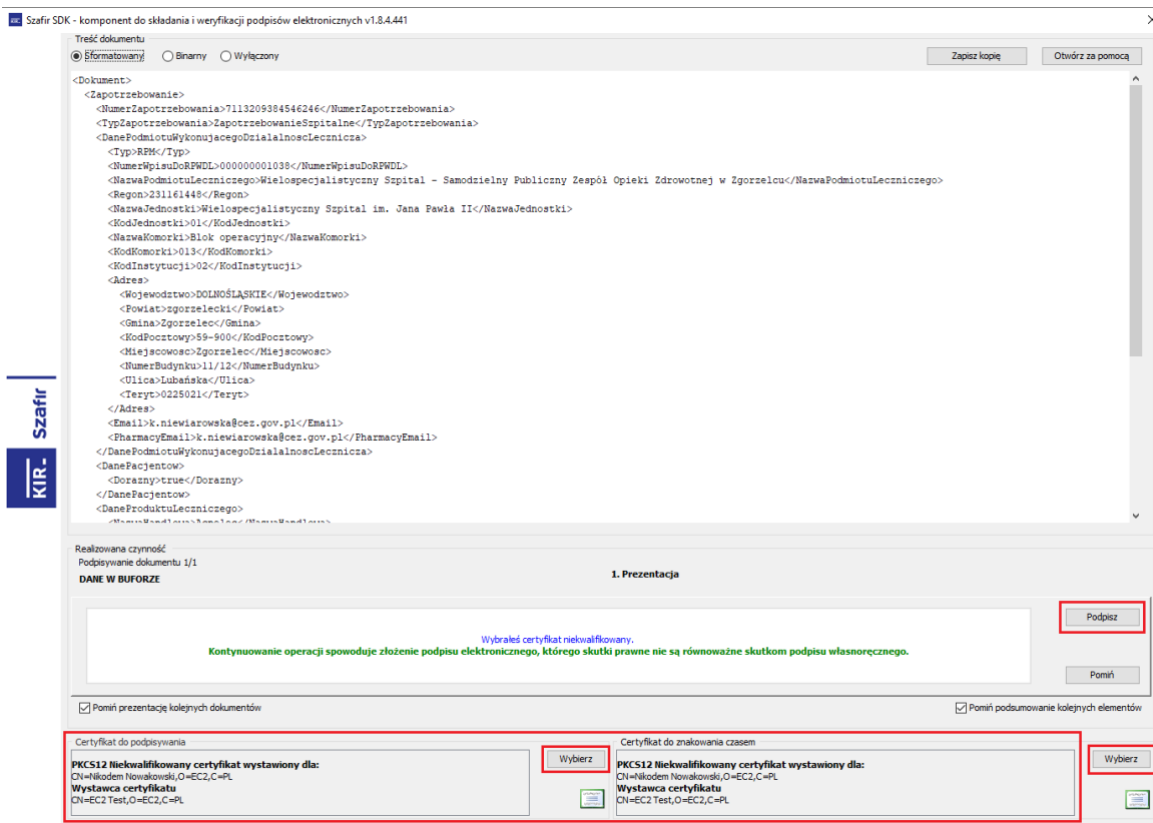 Szafir SDK - komponent do składania i weryfikacji podpisów elektronicznych v1.8.4.441
Treść dokumentu
Sformatowany Binarny Wyłączony Zapisz kopię Otwórz za pomocą
<Dokument>
<Zapotrzebowanie>
<NumerZapotrzebowania>7113209384546246</NumerZapotrzebowania>
<TypZapotrzebowania>ZapotrzebowanieSzpitalne</TypZapotrzebowania>
<DanePodmiotuWykonujacegoDzialalnoscLecznicza>
<Typ>RPM</Typ>
<NumerWpisuDoRPWDL>000000001038</NumerWpisuDoRPWDL>
<NazwaPodmiotuLeczniczego>Wielospecjalistyczny Szpital - Samodzielny Publiczny Zespół Opieki Zdrowotnej w Zgorzelcu</NazwaPodmiotuLeczniczego>
<Regon>231161448</Regon>
<NazwaJednostki>Wielospecjalistyczny Szpital im. Jana Pawła II</NazwaJednostki>
<KodJednostki>01</KodJednostki>
<NazwaKomorki>Blok operacyjny</NazwaKomorki>
<KodKomorki>013</KodKomorki>
<KodInstytucji>02</KodInstytucji>
<Adres>
<Wojewodztwo>DOLNOŚLĄSKIE</Wojewodztwo>
<Powiat>zgorzelecki</Powiat>
<Gmina>Zgorzelec</Gmina>
<KodPocztowy>59-900</KodPocztowy>
<Miejscowosc>Zgorzelec</Miejscowosc>
<NumerBudynku>11/12</NumerBudynku>
<Ulica>Lubańska</Ulica>
<Teryt>0225021</Teryt>
</Adres>
<Email>k.niewiarowska@cez.gov.pl</Email>
<PharmacyEmail>k.niewiarowska@cez.gov.pl</PharmacyEmail>
</DanePodmiotuWykonujacegoDzialalnoscLecznicza>
<DanePacjentow>
<Dorazny>true</Dorazny>
</DanePacjentow>
<DaneProduktuLeczniczego>
KIR. Szafir
Realizowana czynność
Podpisywanie dokumentu 1/1
DANE W BUFORZE
1. Prezentacja
Wybrałeś certyfikat niekwalifikowany.
Kontynuowanie operacji spowoduje złożenie podpisu elektronicznego, którego skutki prawne nie są równoważne skutkom podpisu własnoręcznego.
Podpisz
Pomiń
Pomiń prezentację kolejnych dokumentów Pomiń podsumowanie kolejnych elementów
Certyfikat do podpisywania
PKCS12 Niekwalifikowany certyfikat wystawiony dla:
CN=Nikodem Nowakowski,O=EC2,C=PL
Wystawca certyfikatu
CN=EC2 Test,O=EC2,C=PL
Wybierz
Certyfikat do znakowania czasem
PKCS12 Niekwalifikowany certyfikat wystawiony dla:
CN=Nikodem Nowakowski,O=EC2,C=PL
Wystawca certyfikatu
CN=EC2 Test,O=EC2,C=PL
Wybierz